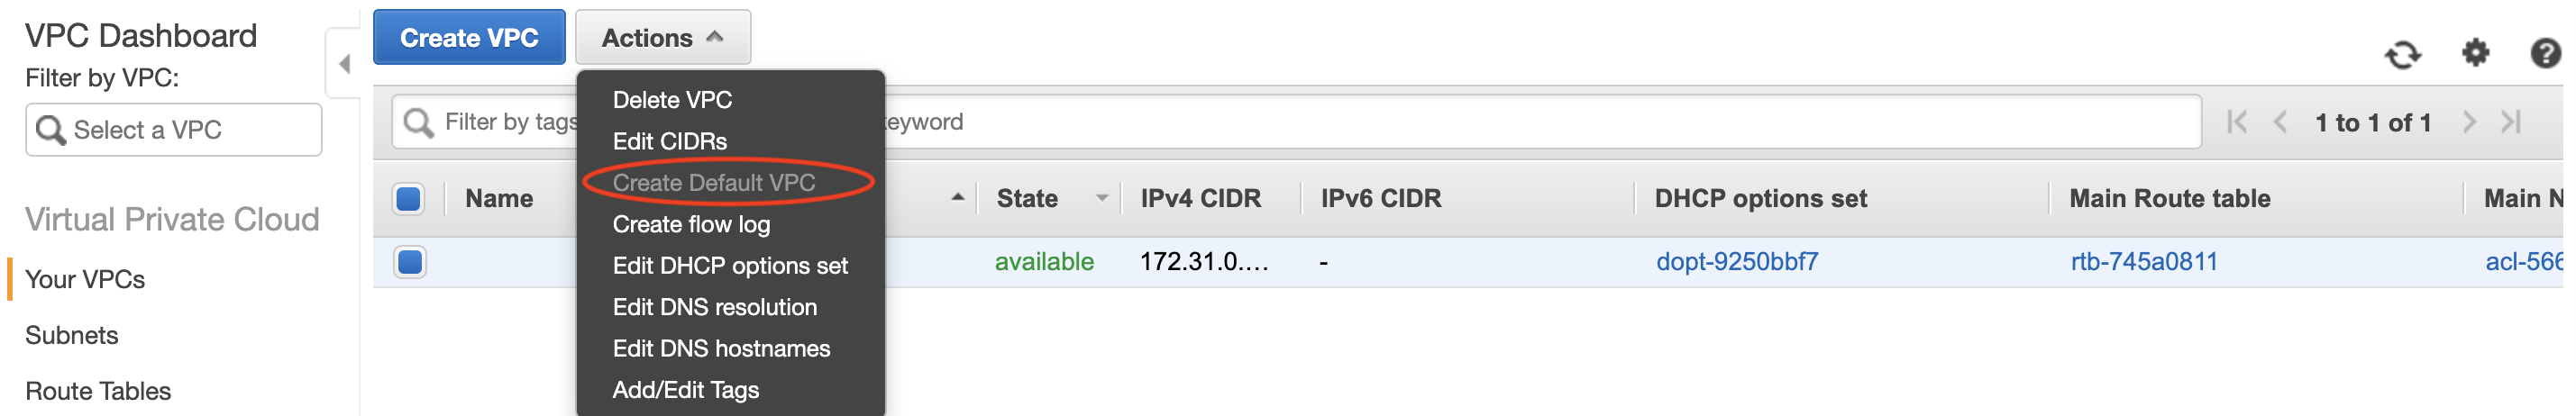 VPC Dashboard
Filter by VPC:
Select a VPC
Virtual Private Cloud
Your VPCs
Subnets
Route Tables
Create VPC
Actions
Delete VPC
Edit CIDRs
Create Default VPC
Create flow log
Edit DHCP options set
Edit DNS resolution
Edit DNS hostnames
Add/Edit Tags
Filter by tags eyword
1 to 1 of 1
Name State IPv4 CIDR IPv6 CIDR DHCP options set Main Route table Main N
available 172.31.0.... - dopt-9250bbf7 rtb-745a0811 acl-566